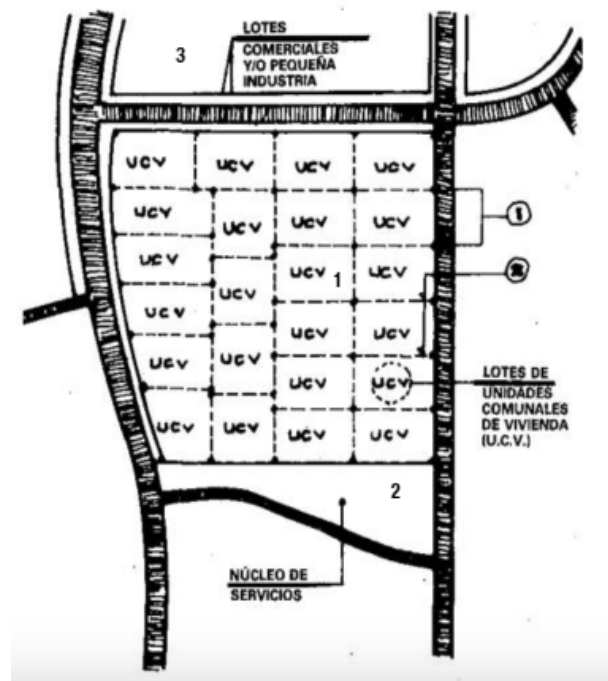 3
LOTES
COMERCIALES
Y/O PEQUEÑA
INDUSTRIA
UCV UCV UCV UCV
UCV UCV UCV UCV
1
UCV UCV UCV 1 UCV
UCV UCV UCV
UCV UCV UCV UCV
LOTES DE
UNIDADES
COMUNALES
DE VIVIENDA
(U.C.V.)
UCV UCV UCV UCV
2
NÚCLEO DE
SERVICIOS